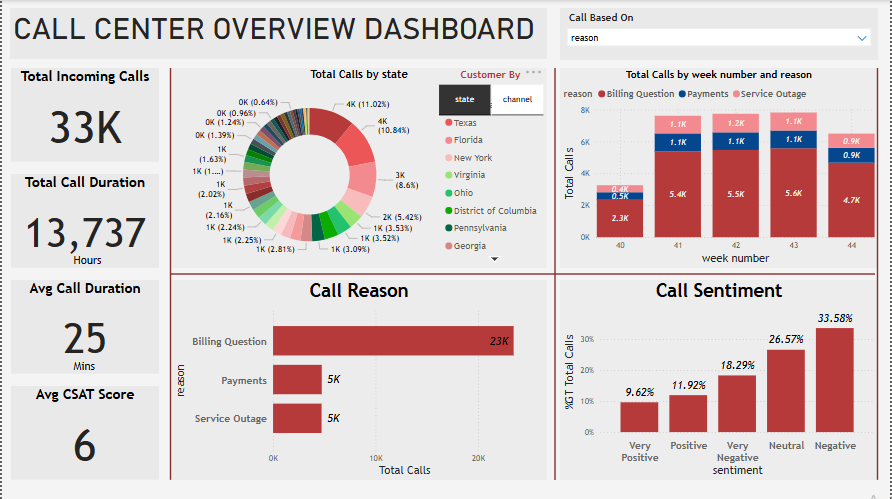 CALL CENTER OVERVIEW DASHBOARD
Call Based On
reason
Total Incoming Calls
33K
Total Call Duration
13,737
Hours
Avg Call Duration
25
Mins
Avg CSAT Score
6
Total Calls by state
Customer By
state
channel
0K (0.64%)
0K (0.96%)
0K (1.24%)
0K (1.39%)
1K
(1.63%)
1K (1....)
1K
(2.02%)
1K
(2.16%)
1K (2.24%)
1K (2.25%)
1K (2.81%)
1K (3.09%)
1K (3.52%)
1K (3.53%)
2K (5.42%)
3K
(8.6%)
4K
(10.84%)
4K (11.02%)
Texas
Florida
New York
Virginia
Ohio
District of Columbia
Pennsylvania
Georgia
Total Calls by week number and reason
reason Billing Question Payments Service Outage
Total Calls
8K
6K
4K
2K
0K
0.4K
0.5K
2.3K
1.1K
1.1K
5.4K
1.2K
1.1K
5.5K
1.1K
1.1K
5.6K
0.9K
0.9K
4.7K
40 41 42 43 44
week number
Call Reason
reason
Billing Question
23K
Payments
5K
Service Outage
5K
0K 10K 20K
Total Calls
Call Sentiment
%GT Total Calls
30%
20%
10%
0%
9.62%
11.92%
18.29%
26.57%
33.58%
Very
Positive
Positive
Very
Negative
Neutral
Negative
sentiment